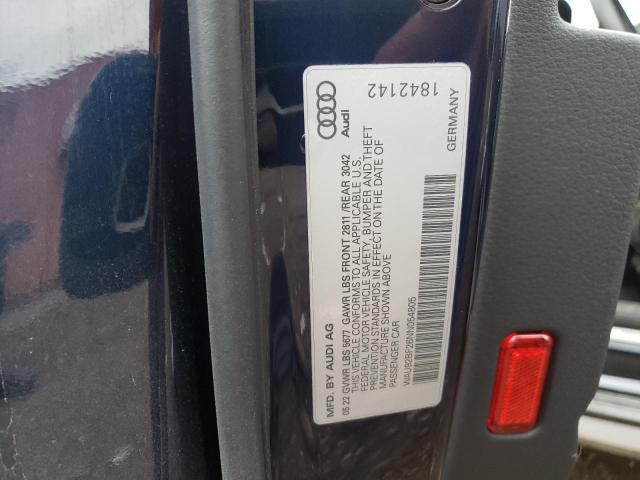 MFD. BY AUDI AG
05 22 GVWR LBS 5677 GAWR LBS FRONT 2811 /REAR 3042
THIS VEHICLE CONFORMS TO ALL APPLICABLE U.S.
FEDERAL MOTOR VEHICLE SAFETY, BUMPER AND THEFT
PREVENTION STANDARDS IN EFFECT ON THE DATE OF
MANUFACTURE SHOWN ABOVE
PASSENGER CAR
WAUB2BF26NN054805
Audi
1842142
GERMANY